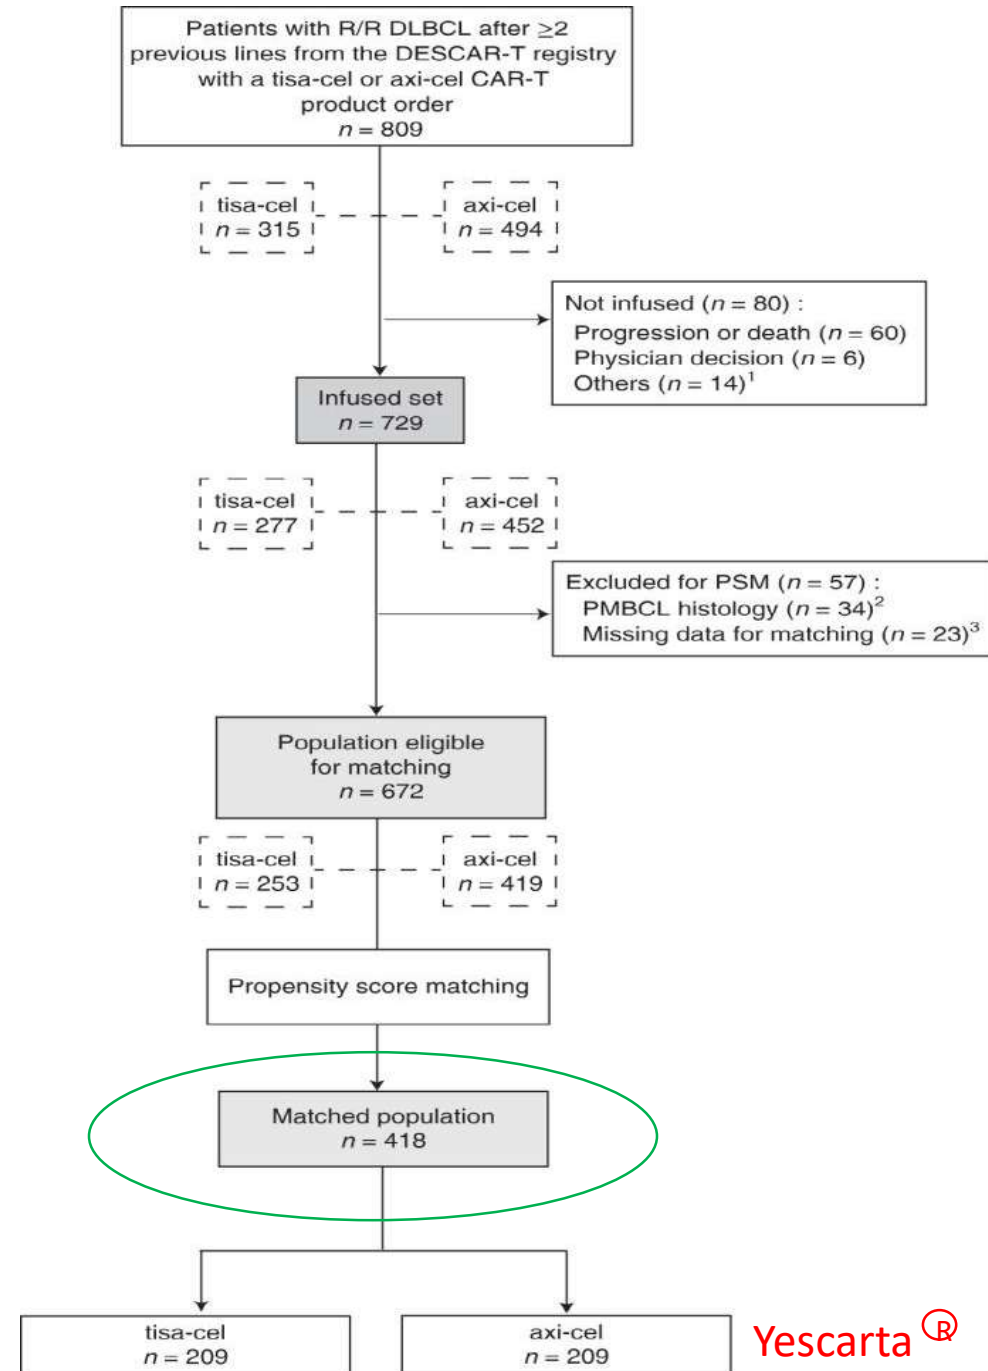 Patients with R/R DLBCL after ≥2
previous lines from the DESCAR-T registry
with a tisa-cel or axi-cel CAR-T
product order
n = 809
tisa-cel
n = 315
axi-cel
n = 494
Not infused (n = 80) :
Progression or death (n = 60)
Physician decision (n = 6)
Others (n = 14)¹
Infused set
n = 729
tisa-cel
n = 277
axi-cel
n = 452
Excluded for PSM (n = 57) :
PMBCL histology (n = 34)²
Missing data for matching (n = 23)³
Population eligible
for matching
n = 672
tisa-cel
n = 253
axi-cel
n = 419
Propensity score matching
Matched population
n = 418
tisa-cel
n = 209
axi-cel
n = 209
Yescarta ®